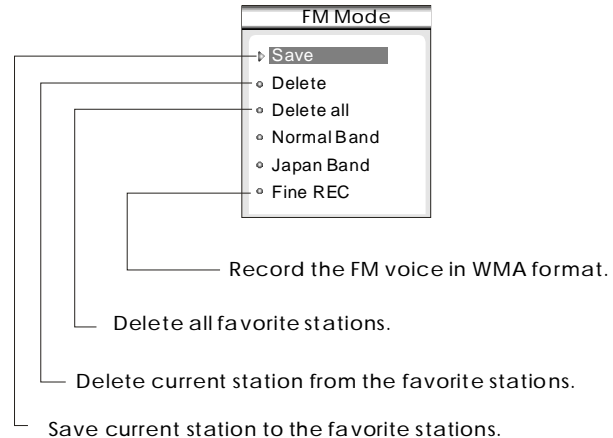 FM Mode
Save
Delete
Delete all
Normal Band
Japan Band
Fine REC
Record the FM voice in WMA format.
Delete all favorite stations.
Delete current station from the favorite stations.
Save current station to the favorite stations.